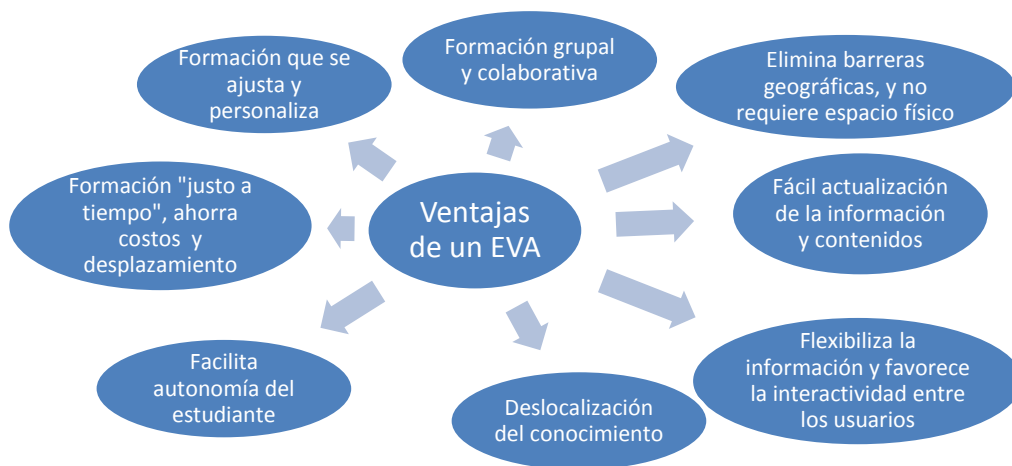 Formación grupal
y colaborativa
Elimina barreras
geográficas, y no
requiere espacio físico
Fácil actualización
de la información
y contenidos
Flexibiliza la
información y favorece
la interactividad entre
los usuarios
Deslocalización
del conocimiento
Facilita
autonomía del
estudiante
Formación "justo a
tiempo", ahorra
costos y
desplazamiento
Formación que se
ajusta y
personaliza
Ventajas
de un EVA